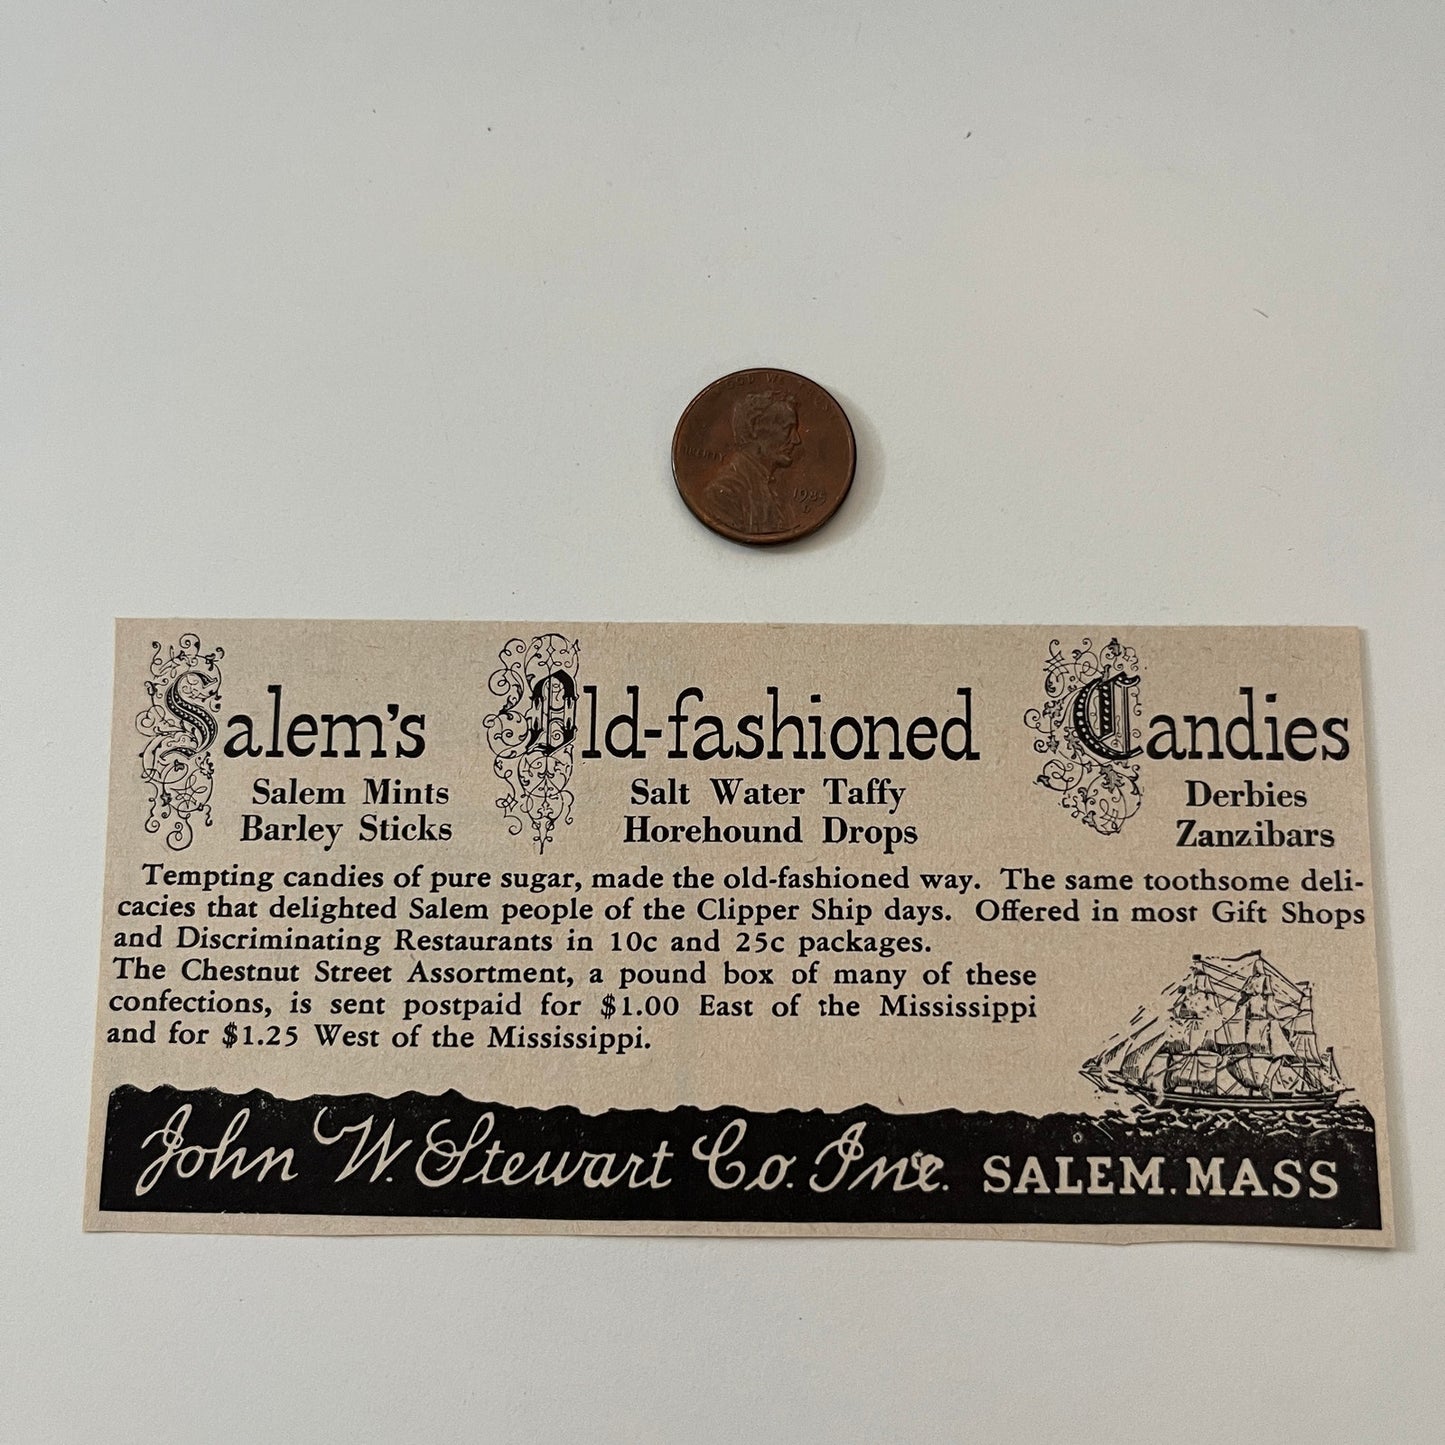 LIBERTY
Salem's Old-fashioned Candies
Salem Mints Salt Water Taffy Derbies
Barley Sticks Horehound Drops Zanzibars
Tempting candies of pure sugar, made the old-fashioned way. The same toothsome deli-
cacies that delighted Salem people of the Clipper Ship days. Offered in most Gift Shops
and Discriminating Restaurants in 10c and 25c packages.
The Chestnut Street Assortment, a pound box of many of these
confections, is sent postpaid for $1.00 East of the Mississippi
and for $1.25 West of the Mississippi.
John W. Stewart Co. Inc. SALEM. MASS